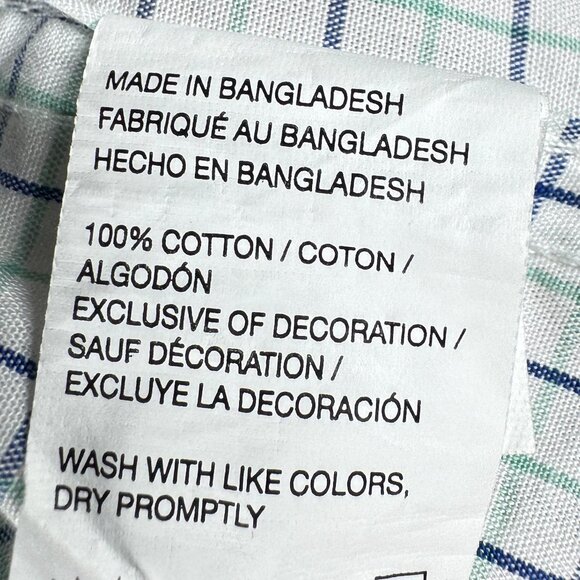 MADE IN BANGLADESH
FABRIQUÉ AU BANGLADESH
HECHO EN BANGLADESH
100% COTTON / COTON /
ALGODÓN
EXCLUSIVE OF DECORATION /
SAUF DÉCORATION /
EXCLUYE LA DECORACIÓN
WASH WITH LIKE COLORS,
DRY PROMPTLY